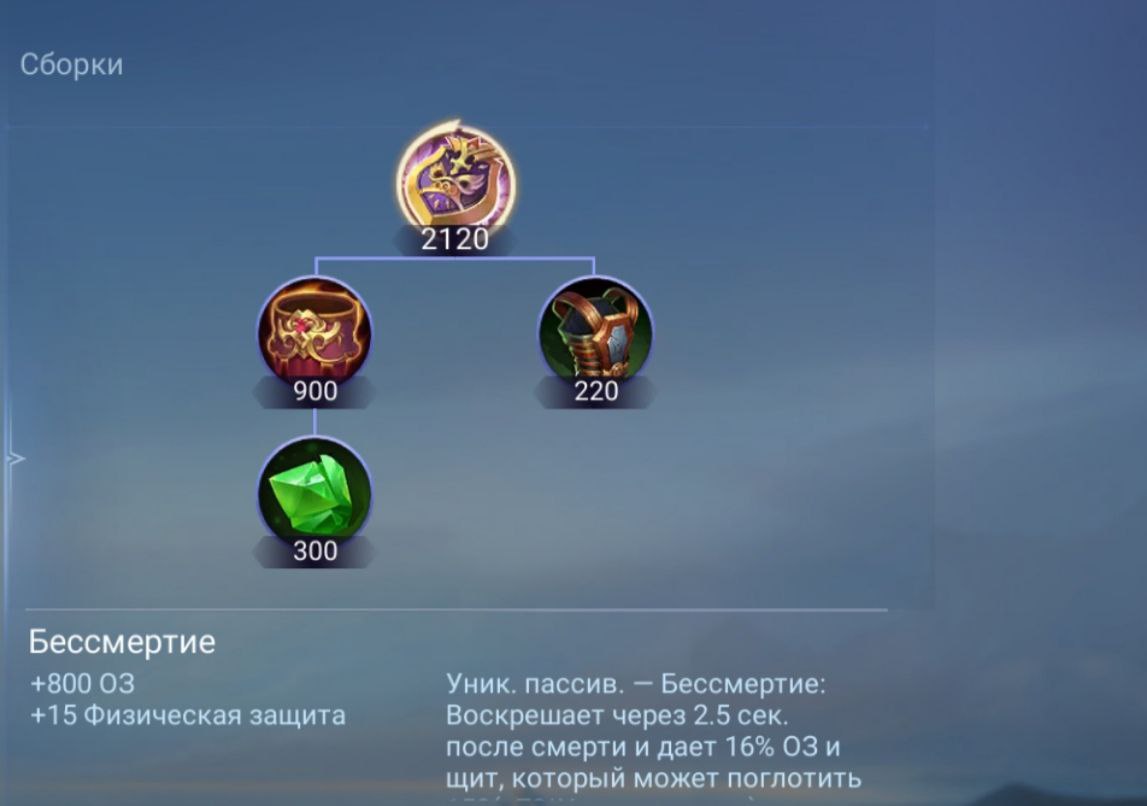 Сборки
2120
900
220
300
Бессмертие
+800 ОЗ
+15 Физическая защита
Уник. пассив. — Бессмертие:
Воскрешает через 2.5 сек.
после смерти и дает 16% ОЗ и
щит, который может поглотить